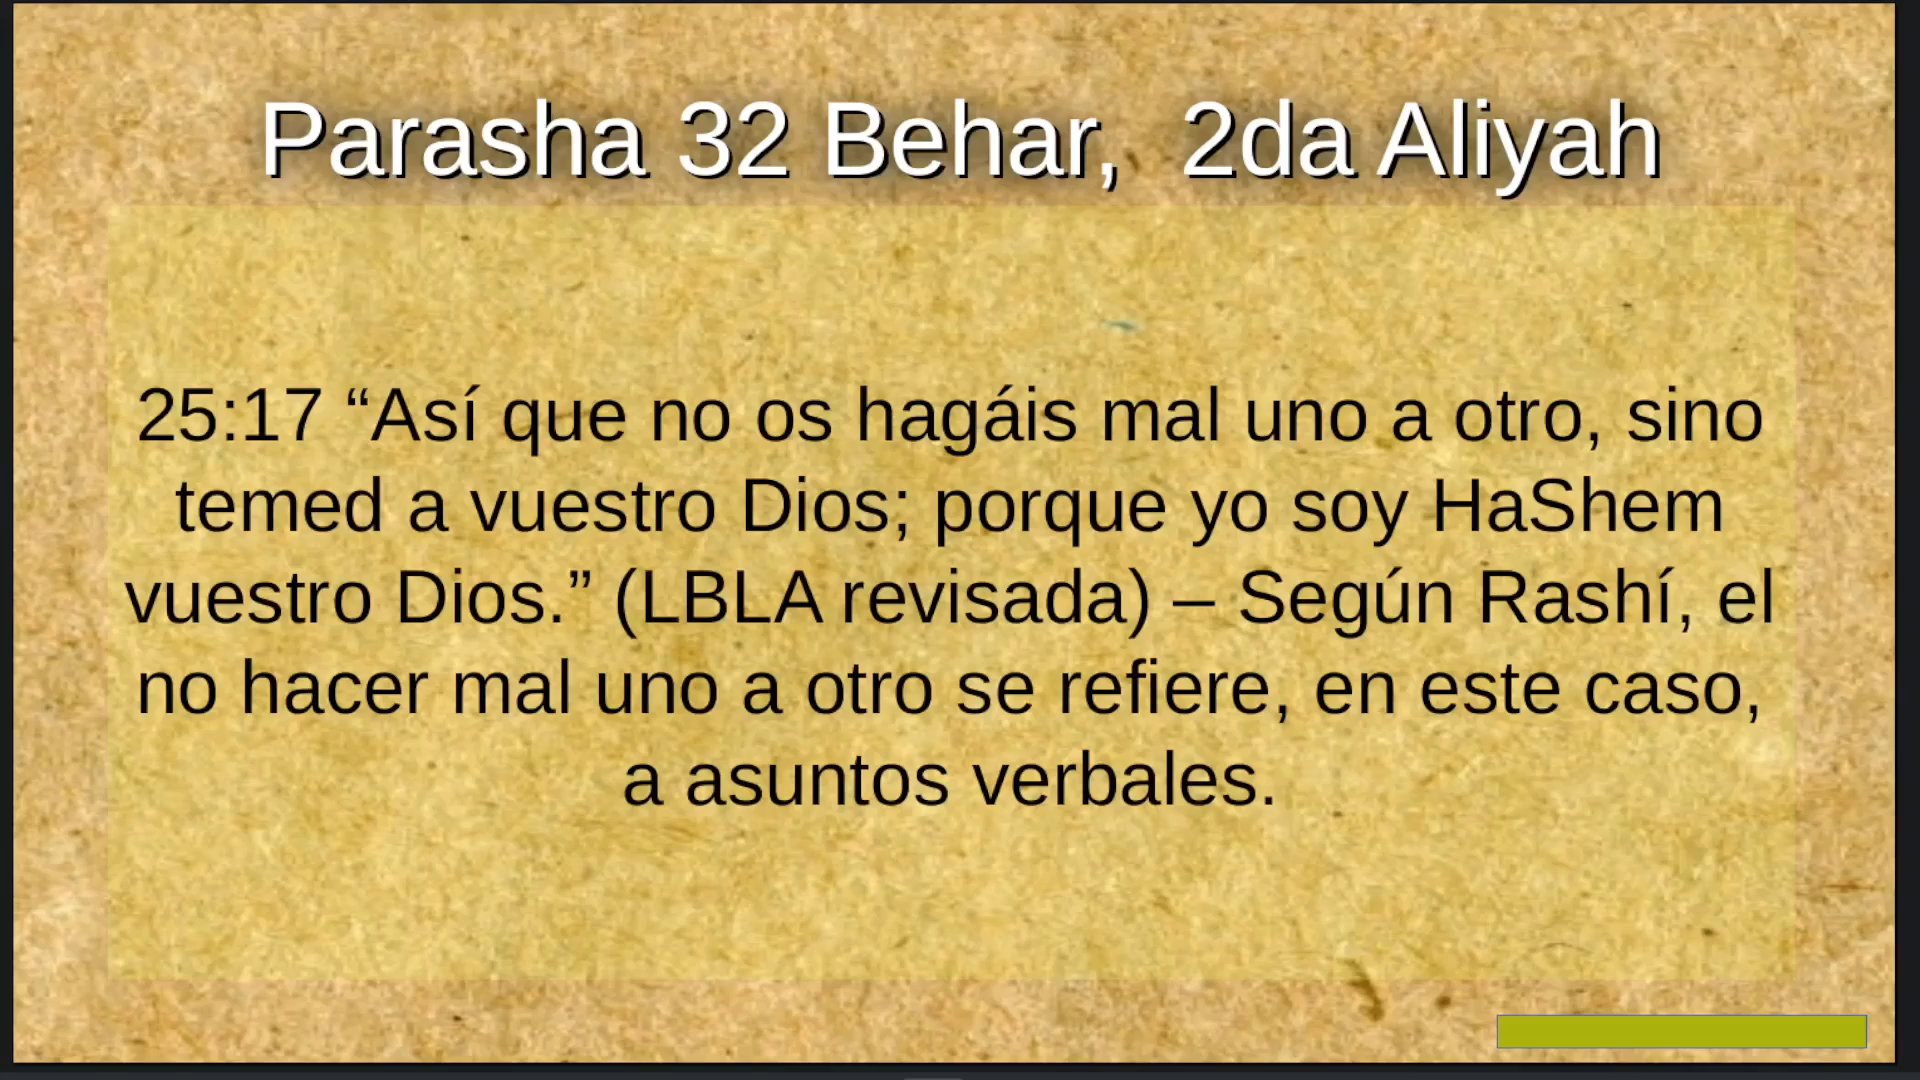 Parasha 32 Behar,  2da Aliyah
25:17 “Así que no os hagáis mal uno a otro, sino
temed a vuestro Dios; porque yo soy HaShem
vuestro Dios.” (LBLA revisada) – Según Rashí, el
no hacer mal uno a otro se refiere, en este caso,
a asuntos verbales.